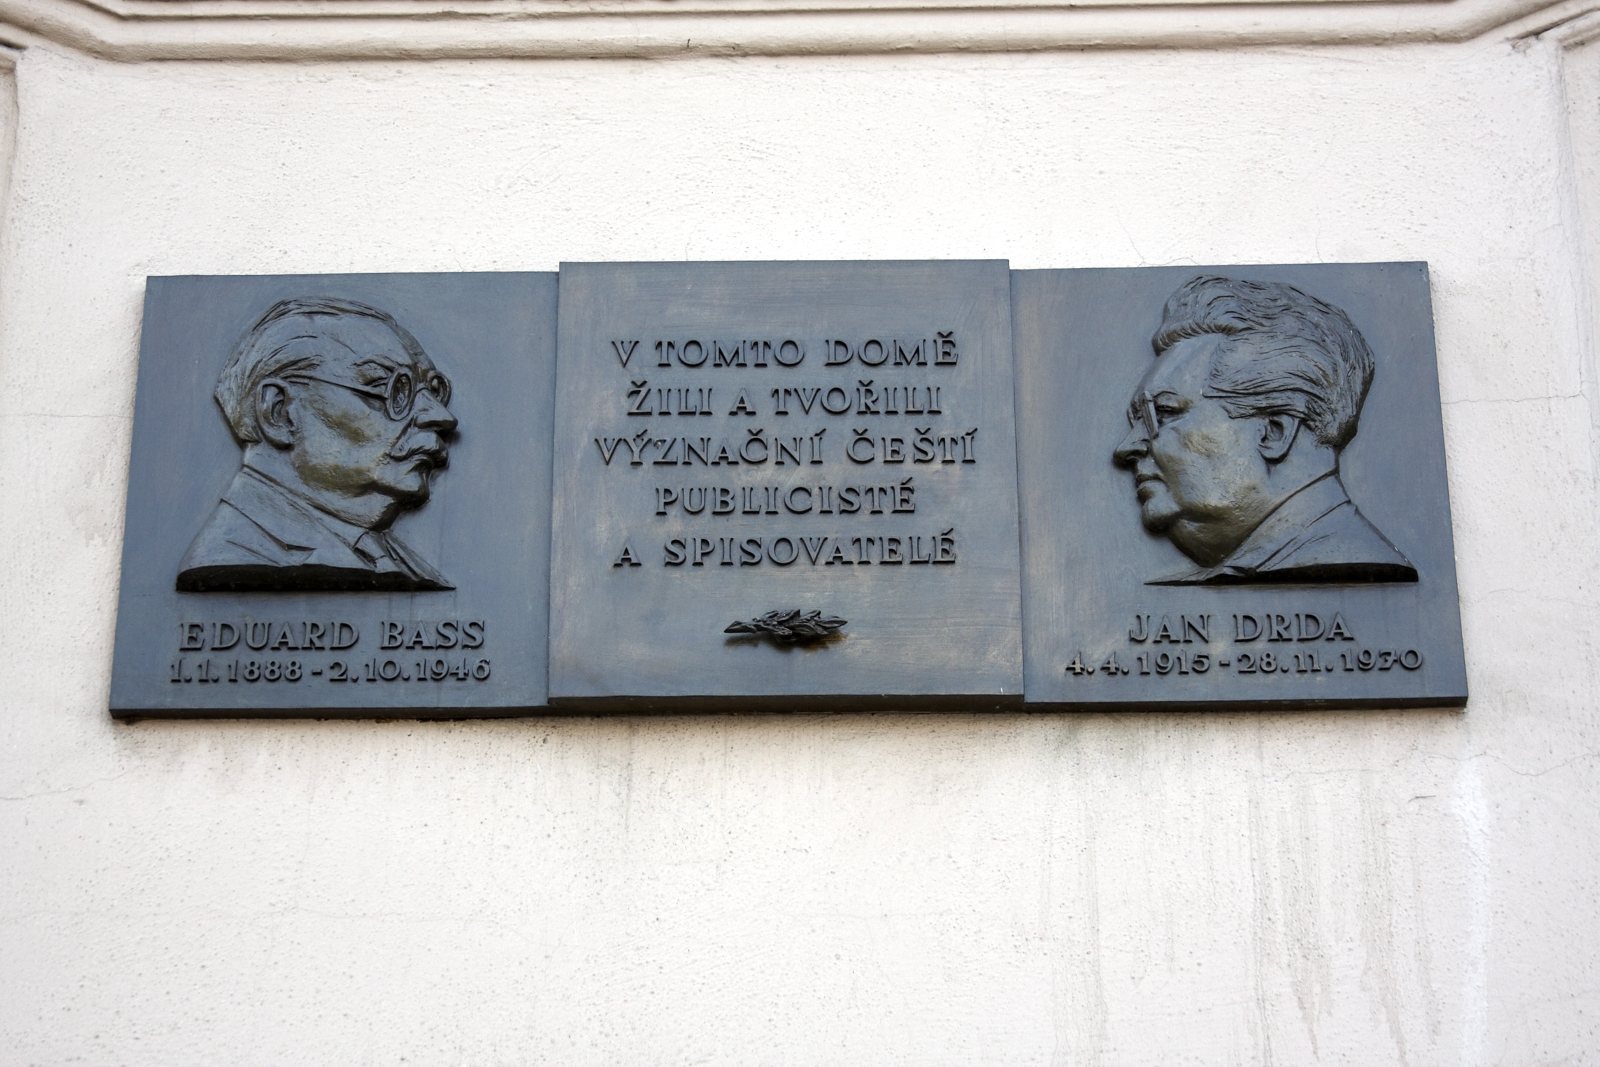 V TOMTO DOMĚ
ŽILI A TVOŘILI
VÝZNAČNÍ ČEŠTÍ
PUBLICISTÉ
A SPISOVATELÉ
EDUARD BASS
1.1.1888 - 2.10.1946
JAN DRDA
4.4.1915 - 28.11.1970